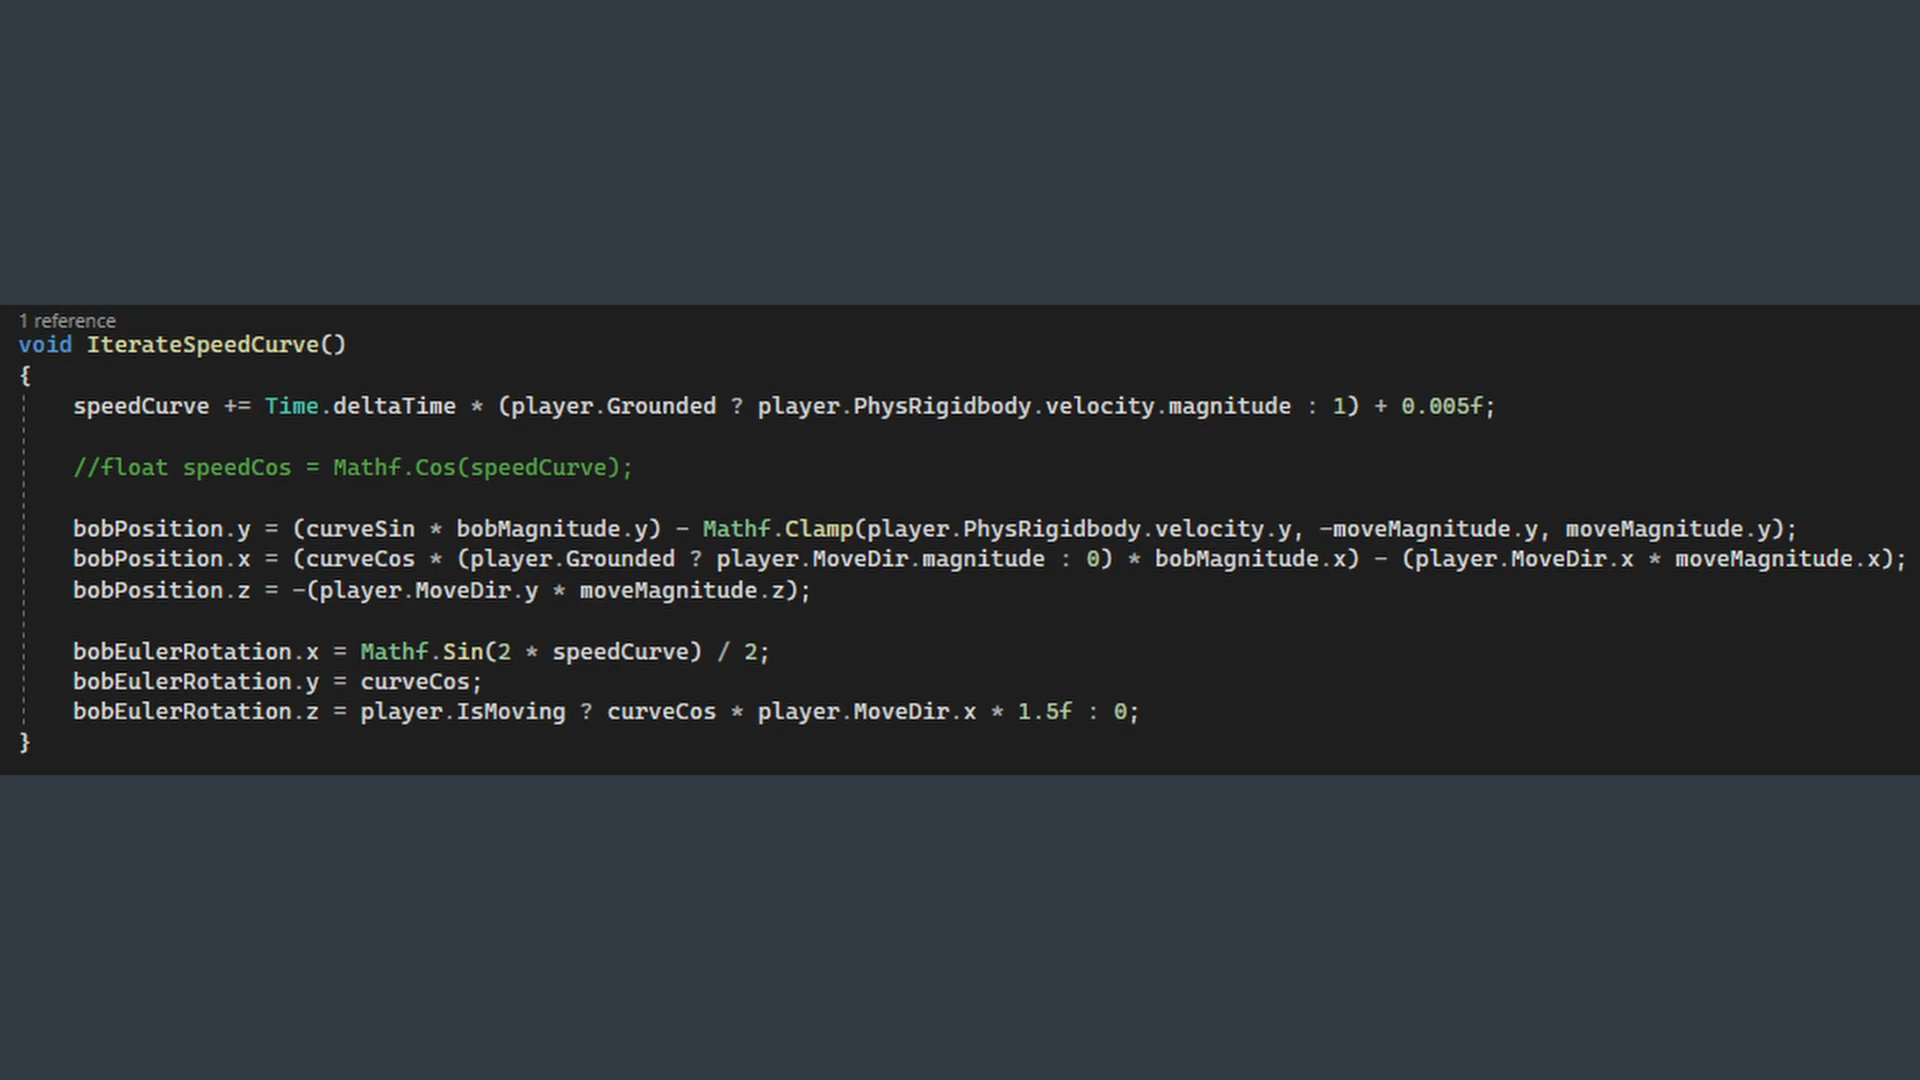 1 reference
void IterateSpeedCurve()
{
speedCurve += Time.deltaTime * (player.Grounded ? player.PhysRigidbody.velocity.magnitude : 1) + 0.005f;
//float speedCos = Mathf.Cos(speedCurve);
bobPosition.y = (curveSin * bobMagnitude.y) - Mathf.Clamp(player.PhysRigidbody.velocity.y, -moveMagnitude.y, moveMagnitude.y);
bobPosition.x = (curveCos * (player.Grounded ? player.MoveDir.magnitude : 0) * bobMagnitude.x) - (player.MoveDir.x * moveMagnitude.x);
bobPosition.z = -(player.MoveDir.y * moveMagnitude.z);
bobEulerRotation.x = Mathf.Sin(2 * speedCurve) / 2;
bobEulerRotation.y = curveCos;
bobEulerRotation.z = player.IsMoving ? curveCos * player.MoveDir.x * 1.5f : 0;
}